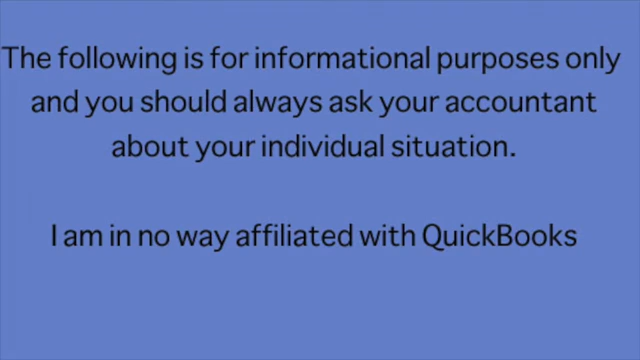 The following is for informational purposes only
and you should always ask your accountant
about your individual situation.
I am in no way affiliated with QuickBooks